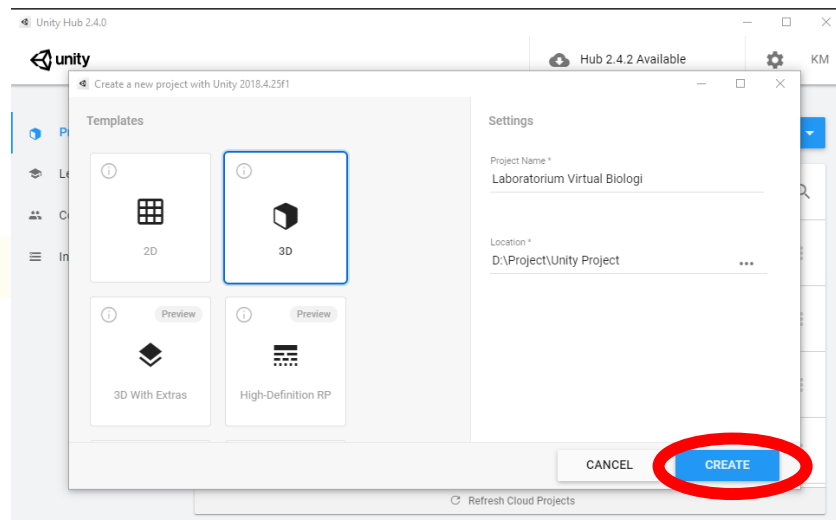 Unity Hub 2.4.0
unity
Hub 2.4.2 Available
KM
Create a new project with Unity 2018.4.25f1
Templates
Settings
Project Name *
Laboratorium Virtual Biologi
2D
3D
Location *
D:\Project\Unity Project
...
Preview
Preview
3D With Extras
High-Definition RP
CANCEL
CREATE
Refresh Cloud Projects